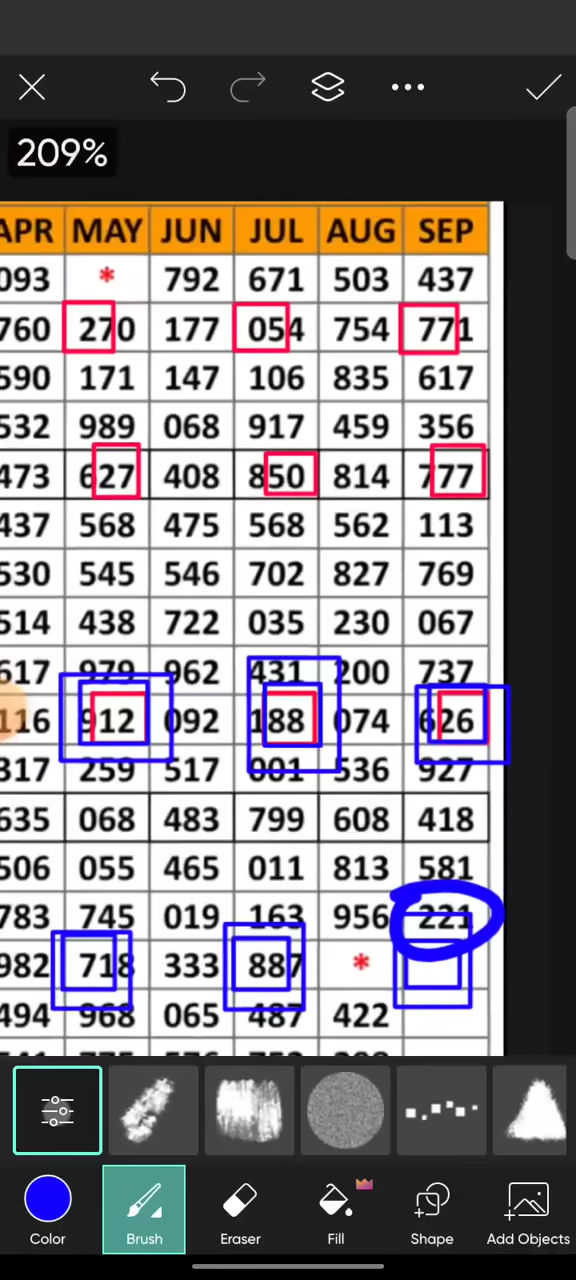 209%
APR MAY JUN JUL AUG SEP
093 * 792 671 503 437
760 270 177 054 754 771
590 171 147 106 835 617
532 989 068 917 459 356
473 627 408 850 814 777
437 568 475 568 562 113
530 545 546 702 827 769
514 438 722 035 230 067
617 979 962 431 200 737
116 912 092 188 074 626
317 259 517 001 536 927
635 068 483 799 608 418
506 055 465 011 813 581
783 745 019 163 956 221
982 718 333 887 *
494 968 065 487 422
Color Brush Eraser Fill Shape Add Objects